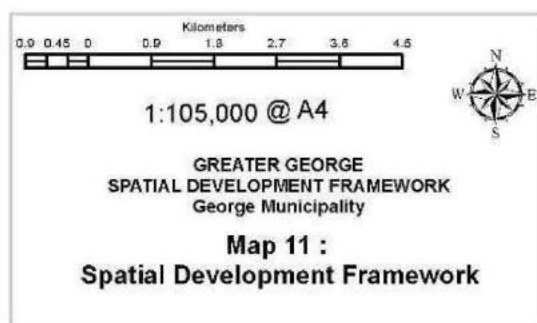 Kilometers
0.9 0.45 0 0.9 1.8 2.7 3.6 4.5
N
W E
S
1:105,000 @ A4
GREATER GEORGE
SPATIAL DEVELOPMENT FRAMEWORK
George Municipality
Map 11 :
Spatial Development Framework